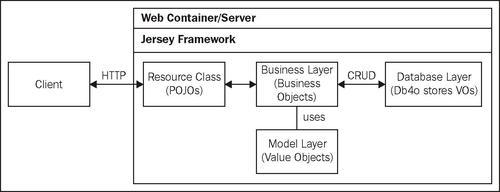 Web Container/Server
Jersey Framework
Client
HTTP
Resource Class
(POJOs)
Business Layer
(Business
Objects)
CRUD
Database Layer
(Db4o stores VOs)
uses
Model Layer
(Value Objects)